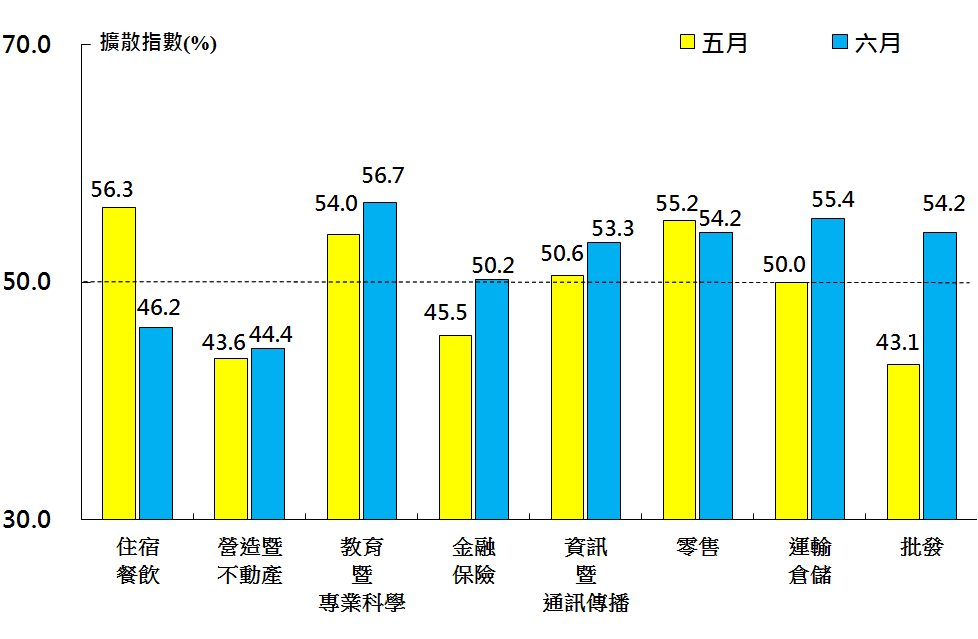 70.0
擴散指數(%)
五月
六月
56.3
46.2
43.6
44.4
54.0
56.7
45.5
50.2
50.6
53.3
55.2
54.2
50.0
55.4
43.1
54.2
50.0
30.0
住宿
餐飲
營造暨
不動產
教育
暨
專業科學
金融
保險
資訊
暨
通訊傳播
零售
運輸
倉儲
批發